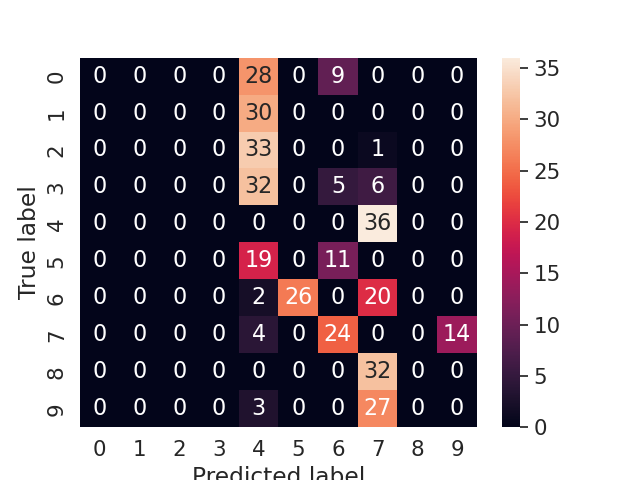 0 0 0 0 0 28 0 9 0 0 0
1 0 0 0 0 30 0 0 0 0 0
2 0 0 0 0 33 0 0 1 0 0
3 0 0 0 0 32 0 5 6 0 0
4 0 0 0 0 0 0 0 36 0 0
5 0 0 0 0 19 0 11 0 0 0
6 0 0 0 0 2 26 0 20 0 0
7 0 0 0 0 4 0 24 0 0 14
8 0 0 0 0 0 0 0 32 0 0
9 0 0 0 0 3 0 0 27 0 0
0 1 2 3 4 5 6 7 8 9
True label
Predicted label
35
30
25
20
15
10
5
0